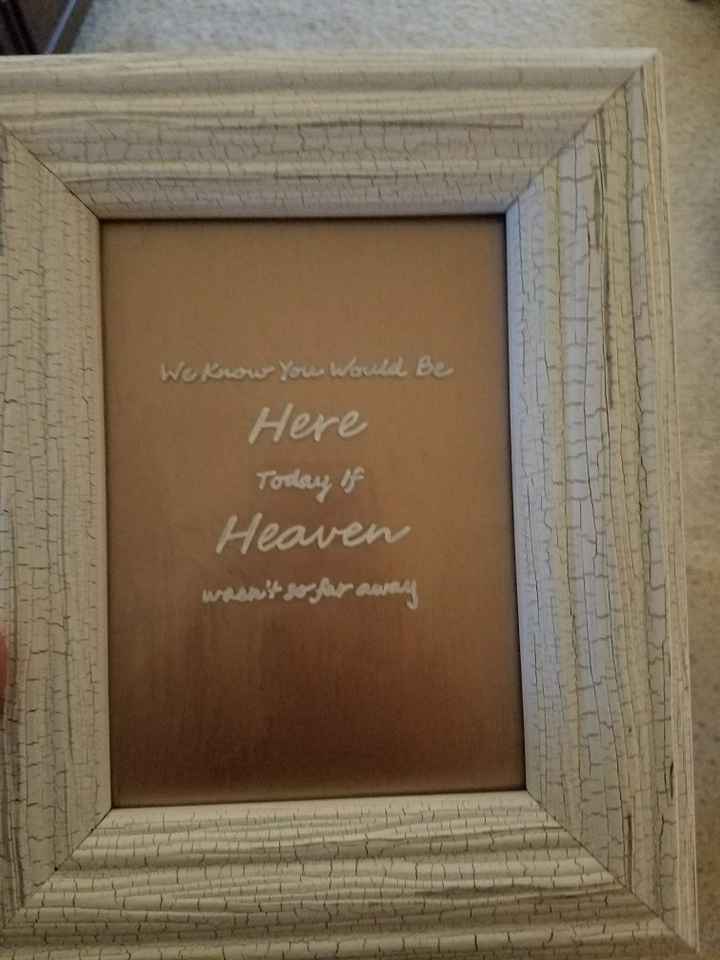 We Know You Would Be
Here
Today If
Heaven
wasn't so far away